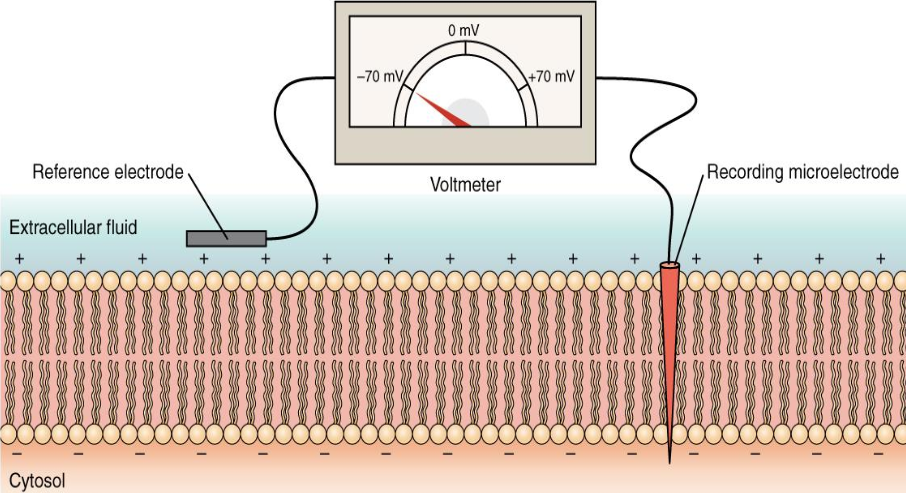 0 mV
–70 mV
+70 mV
Reference electrode
Voltmeter
Recording microelectrode
Extracellular fluid
+ + + + + + + + + + + + + + +
– – – – – – – – – – – – – – –
Cytosol